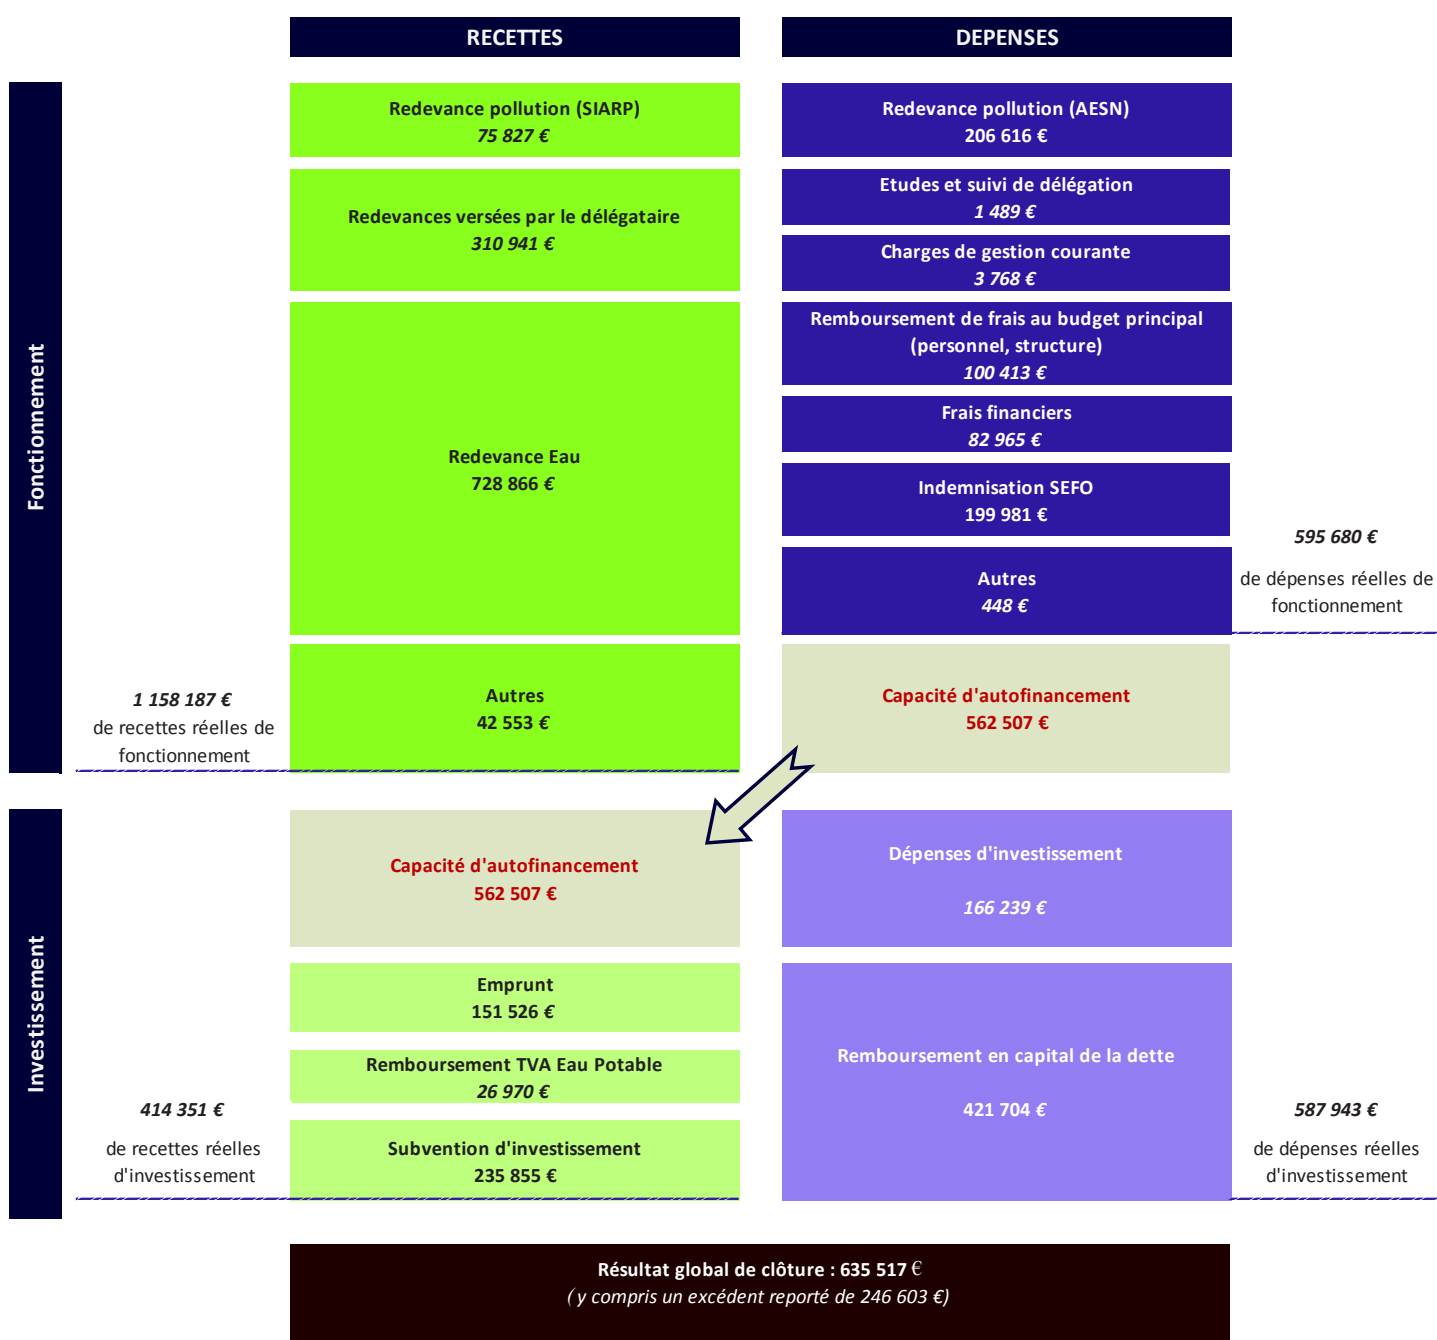 RECETTES
DEPENSES
Fonctionnement
Redevance pollution (SIARP)
75 827 €
Redevances versées par le délégataire
310 941 €
Redevance Eau
728 866 €
Autres
42 553 €
1 158 187 €
de recettes réelles de
fonctionnement
Redevance pollution (AESN)
206 616 €
Etudes et suivi de délégation
1 489 €
Charges de gestion courante
3 768 €
Remboursement de frais au budget principal
(personnel, structure)
100 413 €
Frais financiers
82 965 €
Indemnisation SEFO
199 981 €
Autres
448 €
595 680 €
de dépenses réelles de
fonctionnement
Capacité d'autofinancement
562 507 €
Investissement
Capacité d'autofinancement
562 507 €
Emprunt
151 526 €
Remboursement TVA Eau Potable
26 970 €
Subvention d'investissement
235 855 €
414 351 €
de recettes réelles
d'investissement
Dépenses d'investissement
166 239 €
Remboursement en capital de la dette
421 704 €
587 943 €
de dépenses réelles
d'investissement
Résultat global de clôture : 635 517 €
( y compris un excédent reporté de 246 603 €)